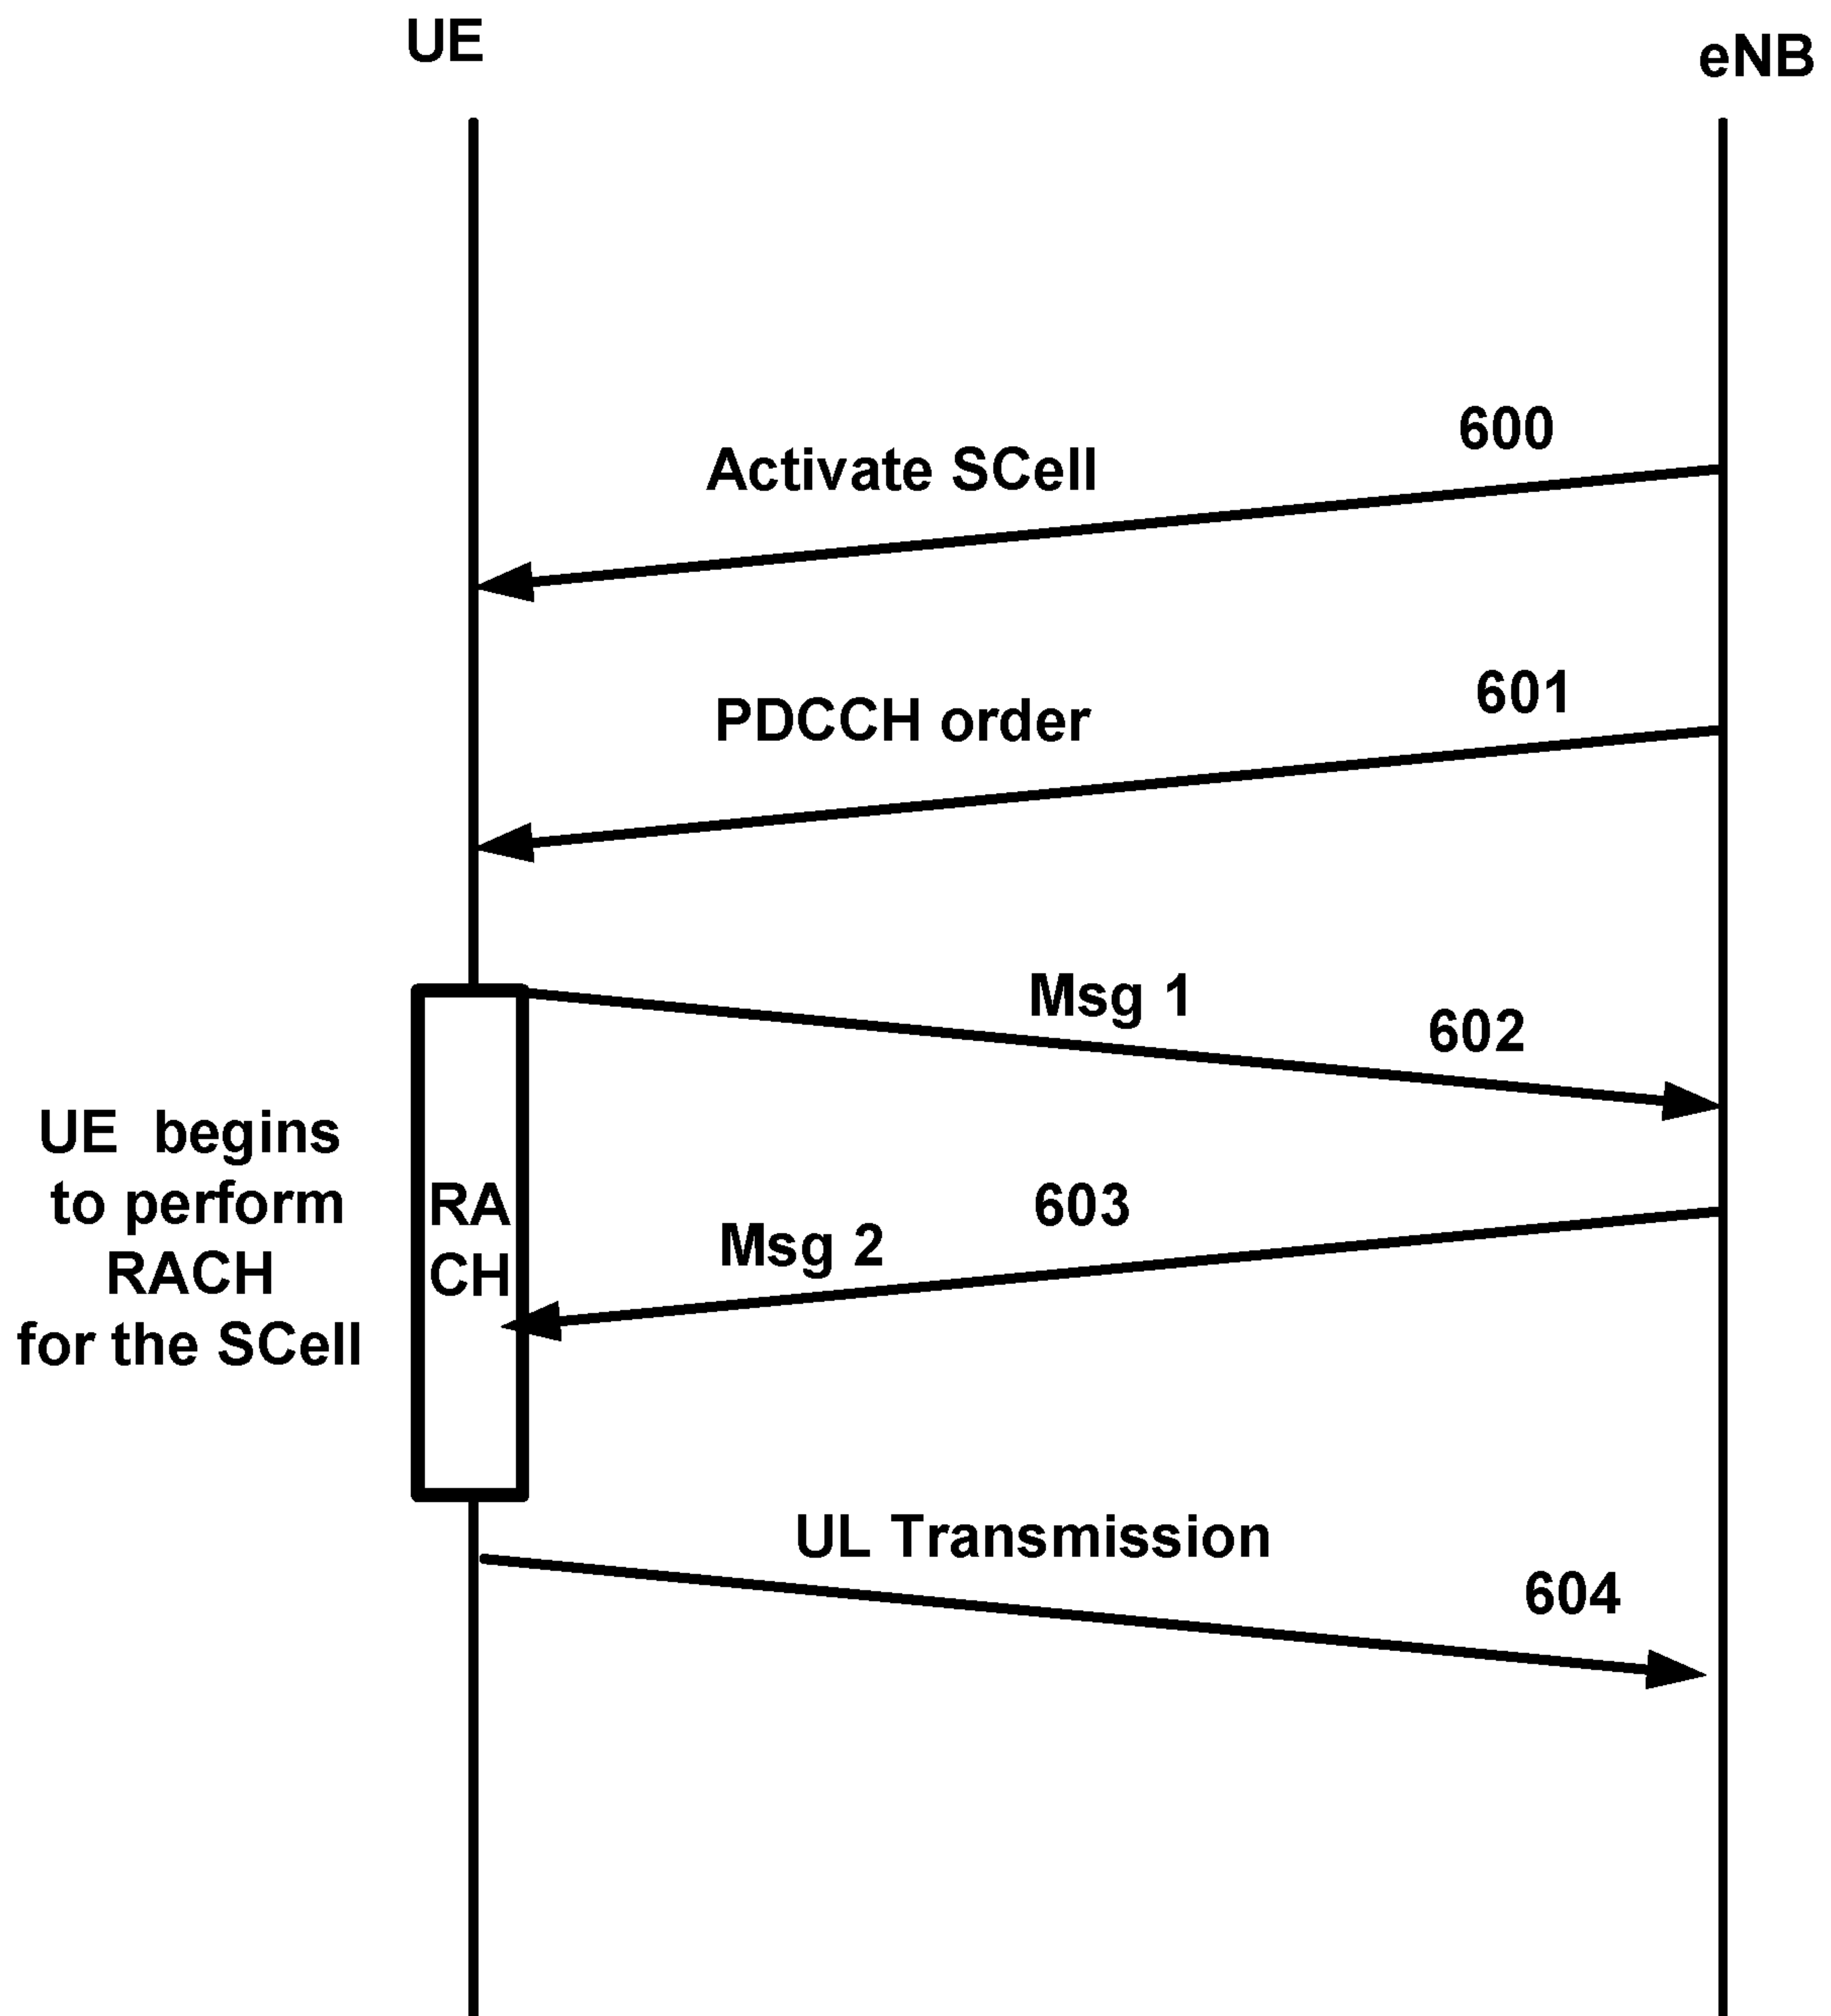 UE
eNB
600
Activate SCell
601
PDCCH order
Msg 1
602
UE begins
to perform
RACH
for the SCell
RA
CH
603
Msg 2
UL Transmission
604